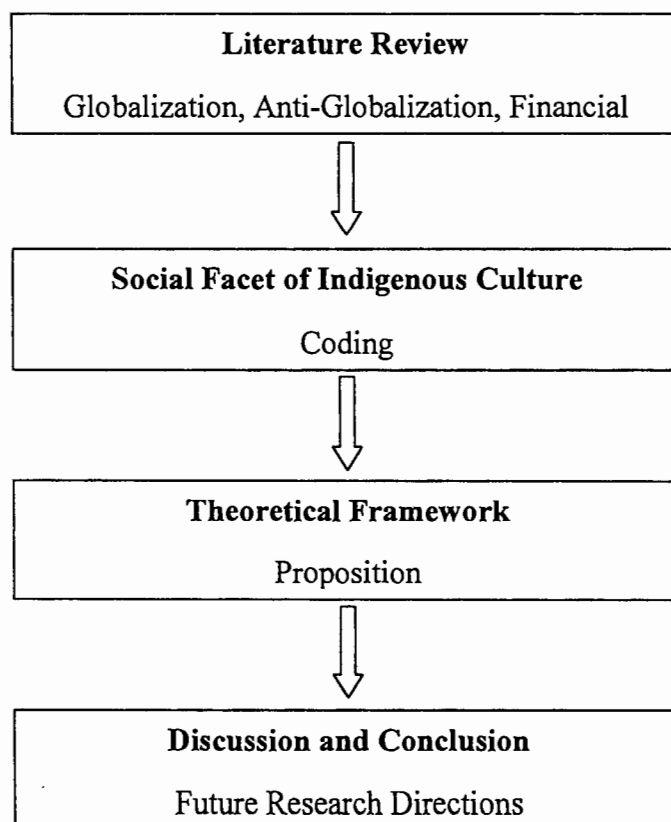 Literature Review
Globalization, Anti-Globalization, Financial
Social Facet of Indigenous Culture
Coding
Theoretical Framework
Proposition
Discussion and Conclusion
Future Research Directions